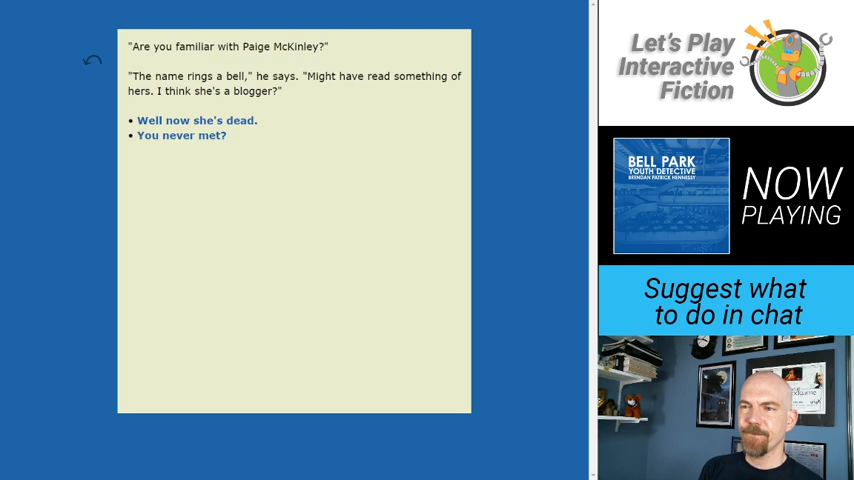 "Are you familiar with Paige McKinley?"
"The name rings a bell," he says. "Might have read something of
hers. I think she's a blogger?"
• Well now she's dead.
• You never met?
Let's Play
Interactive
Fiction
BELL PARK
YOUTH DETECTIVE
BRENDAN PATRICK HENNESSY
NOW
PLAYING
Suggest what
to do in chat